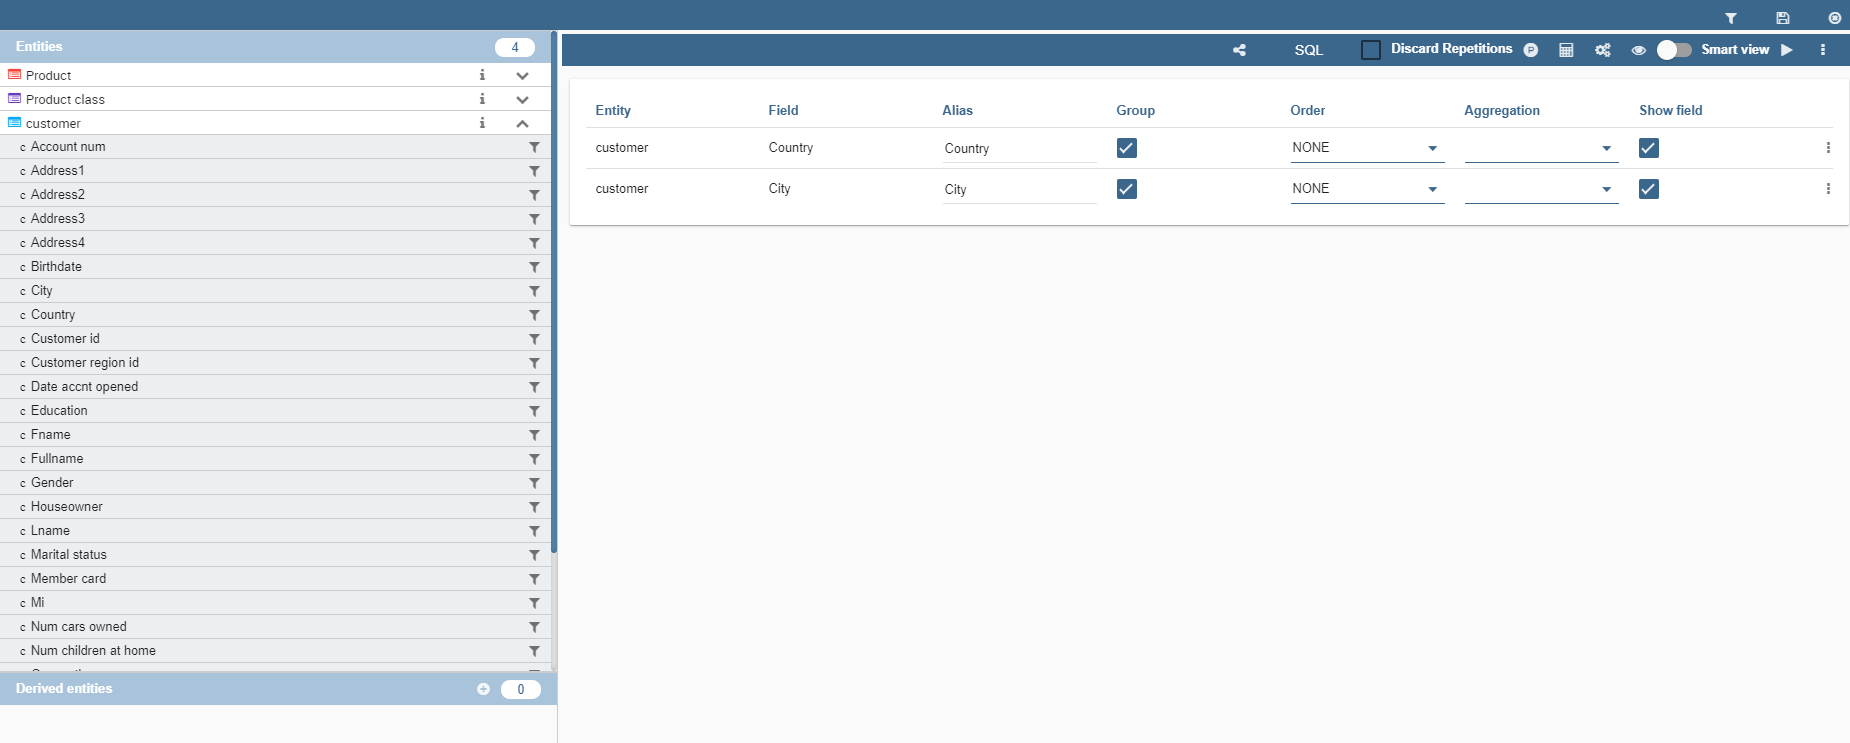 Entities 4
Product
Product class
customer
c Account num
c Address1
c Address2
c Address3
c Address4
c Birthdate
c City
c Country
c Customer id
c Customer region id
c Date accnt opened
c Education
c Fname
c Fullname
c Gender
c Houseowner
c Lname
c Marital status
c Member card
c Mi
c Num cars owned
c Num children at home
Derived entities 0
SQL Discard Repetitions P Smart view
Entity Field Alias Group Order Aggregation Show field
customer Country Country NONE
customer City City NONE